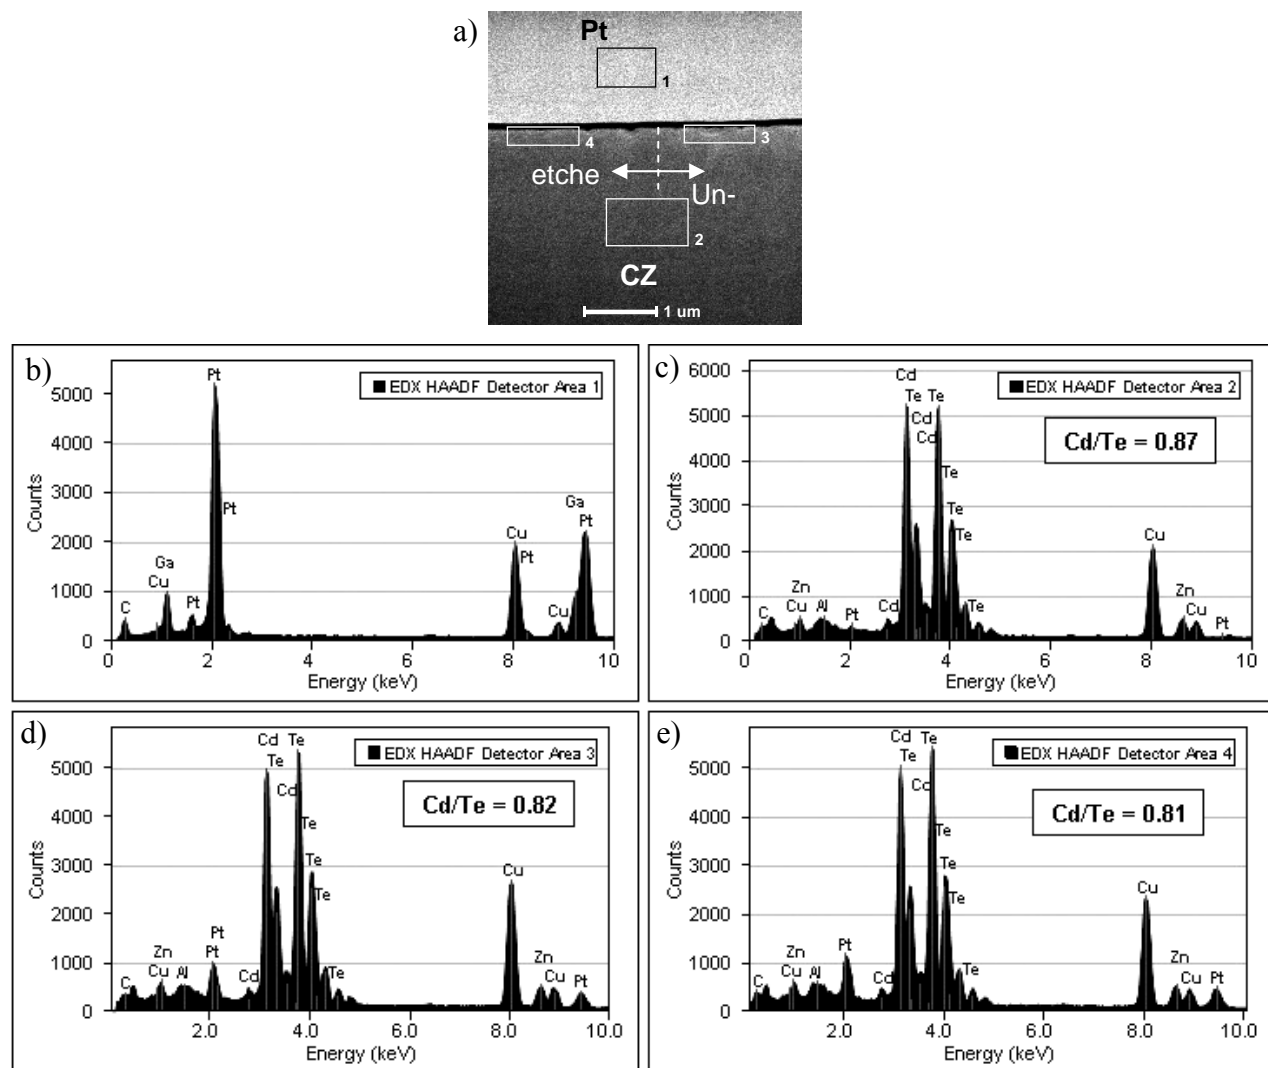 a)
Pt
1
4
3
etche
Un-
2
CZ
1 um
b)
EDX HAADF Detector Area 1
Counts
5000
4000
3000
2000
1000
0
C
Cu
Ga
Pt
Pt
Pt
Cu
Pt
Cu
Ga
Pt
0 2 4 6 8 10
Energy (keV)
c)
EDX HAADF Detector Area 2
Cd/Te = 0.87
Counts
6000
5000
4000
3000
2000
1000
0
C
Zn
Cu
Al
Pt
Cd
Cd
Te
Cd
Cd
Te
Te
Te
Te
Te
Cu
Zn
Cu
Pt
0 2 4 6 8 10
Energy (keV)
d)
EDX HAADF Detector Area 3
Cd/Te = 0.82
Counts
5000
4000
3000
2000
1000
0
C
Zn
Cu
Al
Pt
Pt
Cd
Cd
Te
Cd
Te
Te
Te
Te
Te
Cu
Zn
Cu
Pt
2.0 4.0 6.0 8.0 10.0
Energy (keV)
e)
EDX HAADF Detector Area 4
Cd/Te = 0.81
Counts
5000
4000
3000
2000
1000
0
C
Zn
Cu
Al
Pt
Cd
Cd
Te
Cd
Te
Te
Te
Te
Te
Cu
Zn
Cu
Pt
2.0 4.0 6.0 8.0 10.0
Energy (keV)